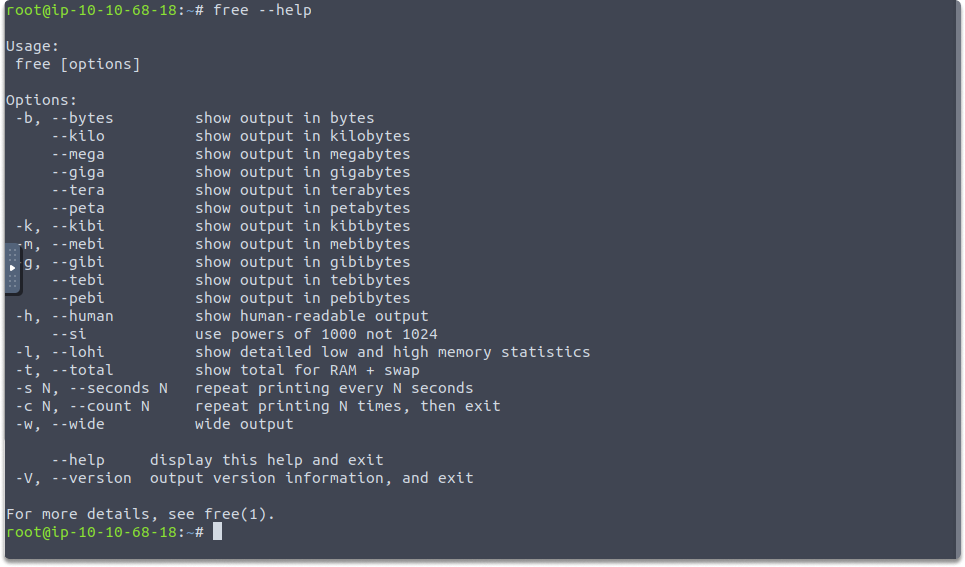 root@ip-10-10-68-18:~# free --help
Usage:
 free [options]
Options:
 -b, --bytes         show output in bytes
     --kilo          show output in kilobytes
     --mega          show output in megabytes
     --giga          show output in gigabytes
     --tera          show output in terabytes
     --peta          show output in petabytes
 -k, --kibi          show output in kibibytes
 -m, --mebi          show output in mebibytes
 -g, --gibi          show output in gibibytes
     --tebi          show output in tebibytes
     --pebi          show output in pebibytes
 -h, --human         show human-readable output
     --si            use powers of 1000 not 1024
 -l, --lohi          show detailed low and high memory statistics
 -t, --total         show total for RAM + swap
 -s N, --seconds N   repeat printing every N seconds
 -c N, --count N     repeat printing N times, then exit
 -w, --wide          wide output
     --help     display this help and exit
 -V, --version  output version information, and exit
For more details, see free(1).
root@ip-10-10-68-18:~#